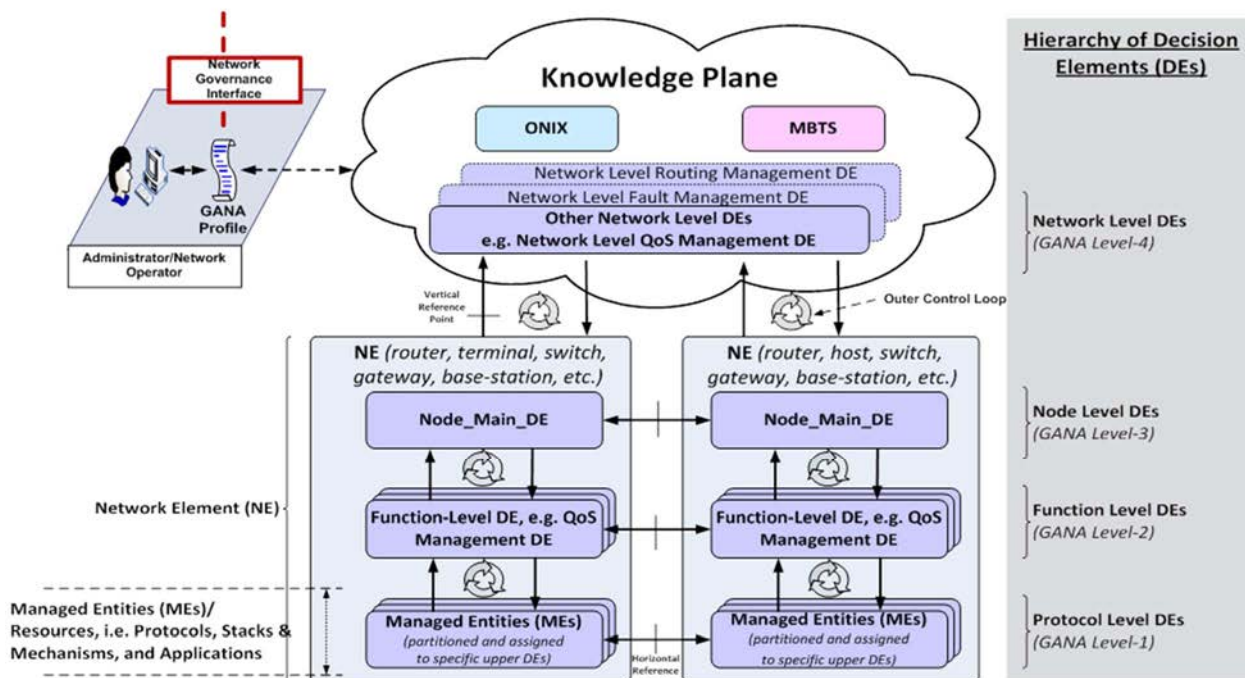 Network
Governance
Interface
GANA
Profile
Administrator/Network
Operator
Knowledge Plane
ONIX
MBTS
Network Level Routing Management DE
Network Level Fault Management DE
Other Network Level DEs
e.g. Network Level QoS Management DE
Vertical
Reference
Point
Outer Control Loop
NE (router, terminal, switch,
gateway, base-station, etc.)
Node_Main_DE
Function-Level DE, e.g. QoS
Management DE
Managed Entities (MEs)
(partitioned and assigned
to specific upper DEs)
NE (router, host, switch,
gateway, base-station, etc.)
Node_Main_DE
Function-Level DE, e.g. QoS
Management DE
Managed Entities (MEs)
(partitioned and assigned
to specific upper DEs)
Horizontal
Reference
Network Element (NE)
Managed Entities (MEs)/
Resources, i.e. Protocols, Stacks &
Mechanisms, and Applications
Hierarchy of Decision
Elements (DEs)
Network Level DEs
(GANA Level-4)
Node Level DEs
(GANA Level-3)
Function Level DEs
(GANA Level-2)
Protocol Level DEs
(GANA Level-1)